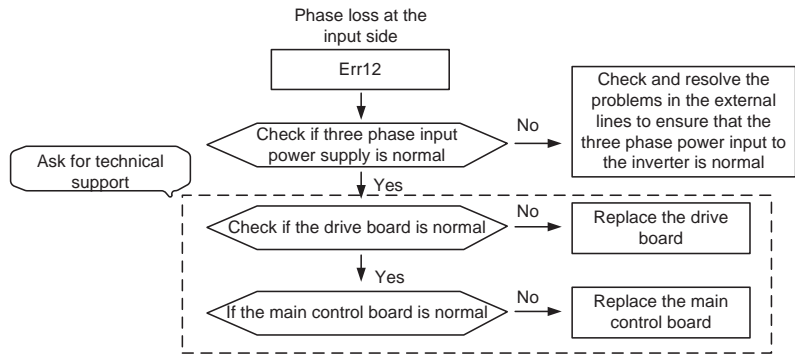 Phase loss at the
input side
Err12
Check if three phase input
power supply is normal
No
Check and resolve the
problems in the external
lines to ensure that the
three phase power input to
the inverter is normal
Ask for technical
support
Yes
Check if the drive board is normal
No
Replace the drive
board
Yes
If the main control board is normal
No
Replace the main
control board